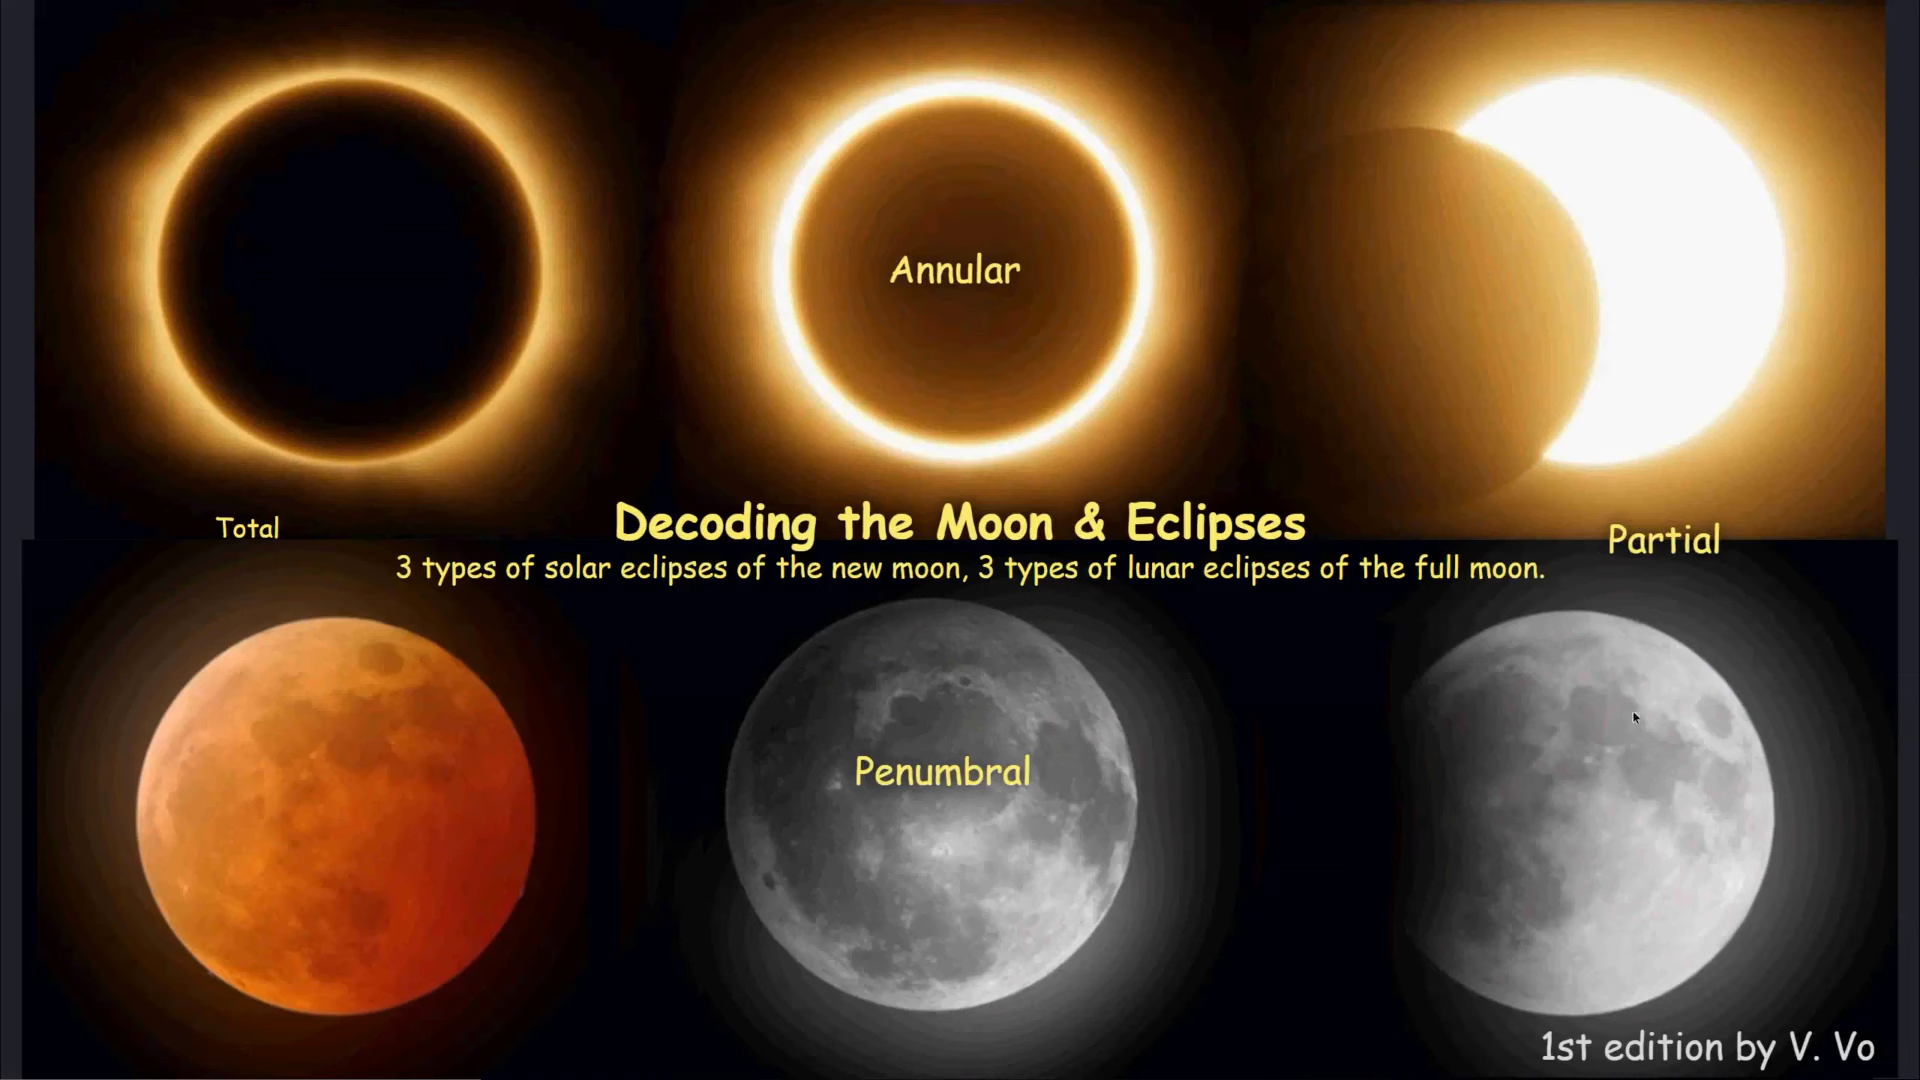 Annular
Total
Decoding the Moon & Eclipses
Partial
3 types of solar eclipses of the new moon, 3 types of lunar eclipses of the full moon.
Penumbral
1st edition by V. Vo